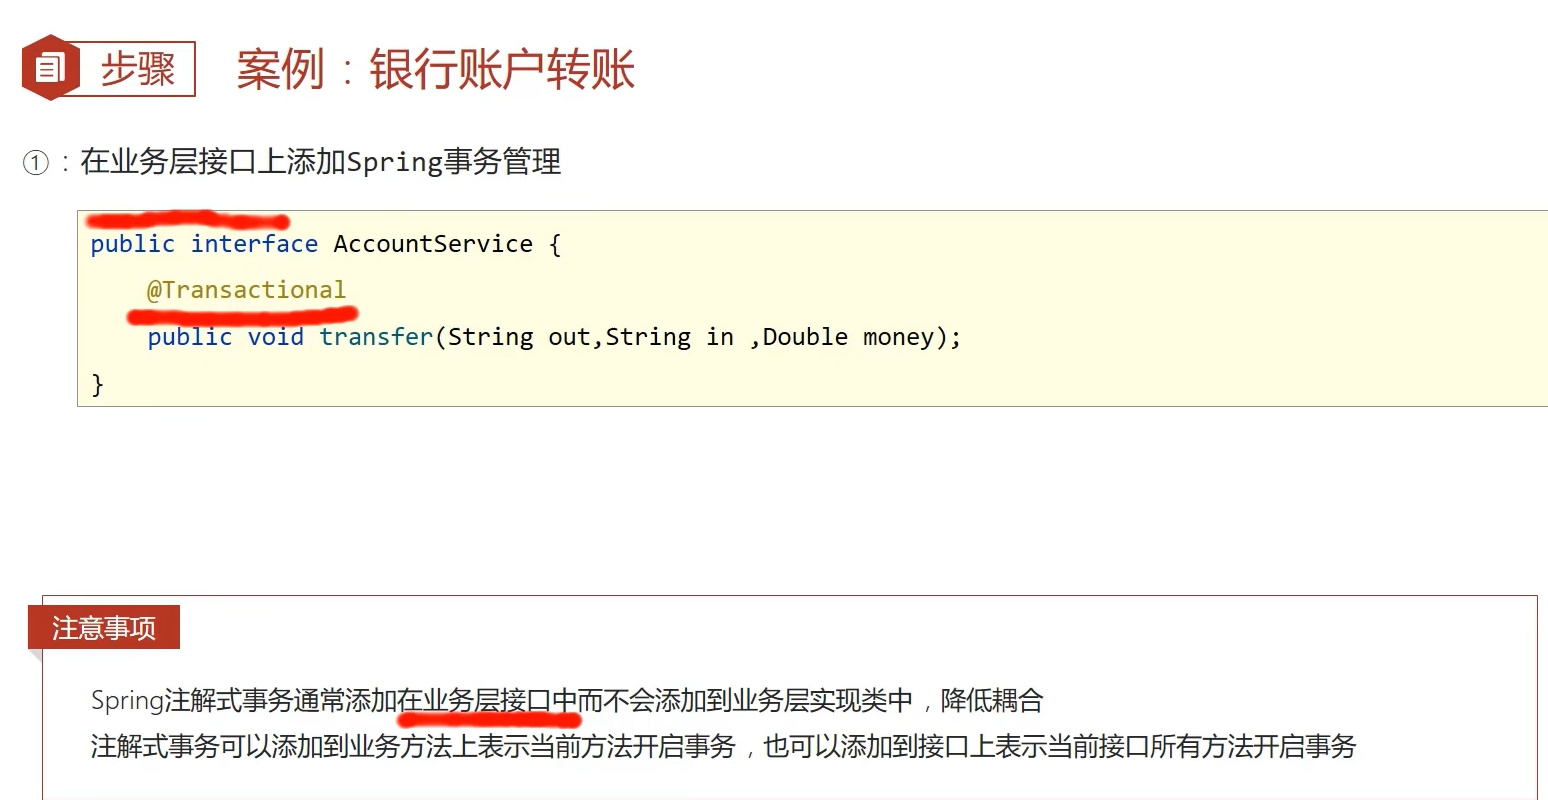 步骤 案例：银行账户转账
①：在业务层接口上添加Spring事务管理
public interface AccountService {
@Transactional
public void transfer(String out,String in ,Double money);
}
注意事项
Spring注解式事务通常添加在业务层接口中而不会添加到业务层实现类中，降低耦合
注解式事务可以添加到业务方法上表示当前方法开启事务，也可以添加到接口上表示当前接口所有方法开启事务